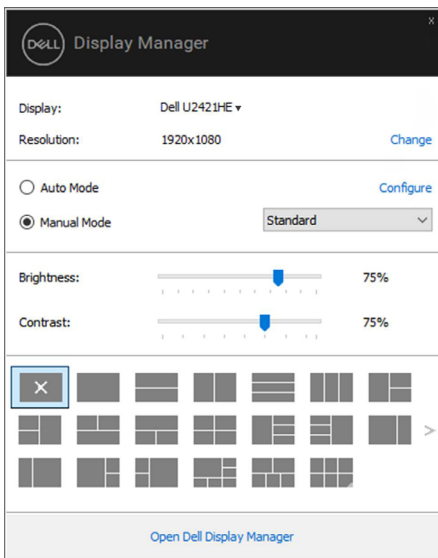 x
DELL Display Manager
Display: Dell U2421HE
Resolution: 1920x1080 Change
Auto Mode Configure
Manual Mode Standard
Brightness: 75%
Contrast: 75%
Open Dell Display Manager